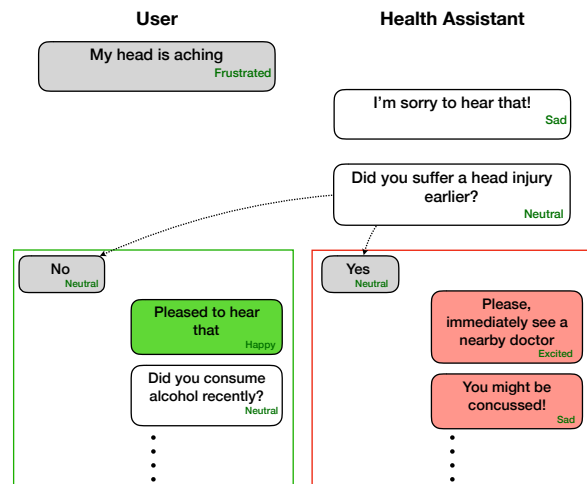 User
Health Assistant
My head is aching
Frustrated
I'm sorry to hear that!
Sad
Did you suffer a head injury
earlier?
Neutral
No
Neutral
Pleased to hear
that
Happy
Did you consume
alcohol recently?
Neutral
Yes
Neutral
Please,
immediately see a
nearby doctor
Excited
You might be
concussed!
Sad